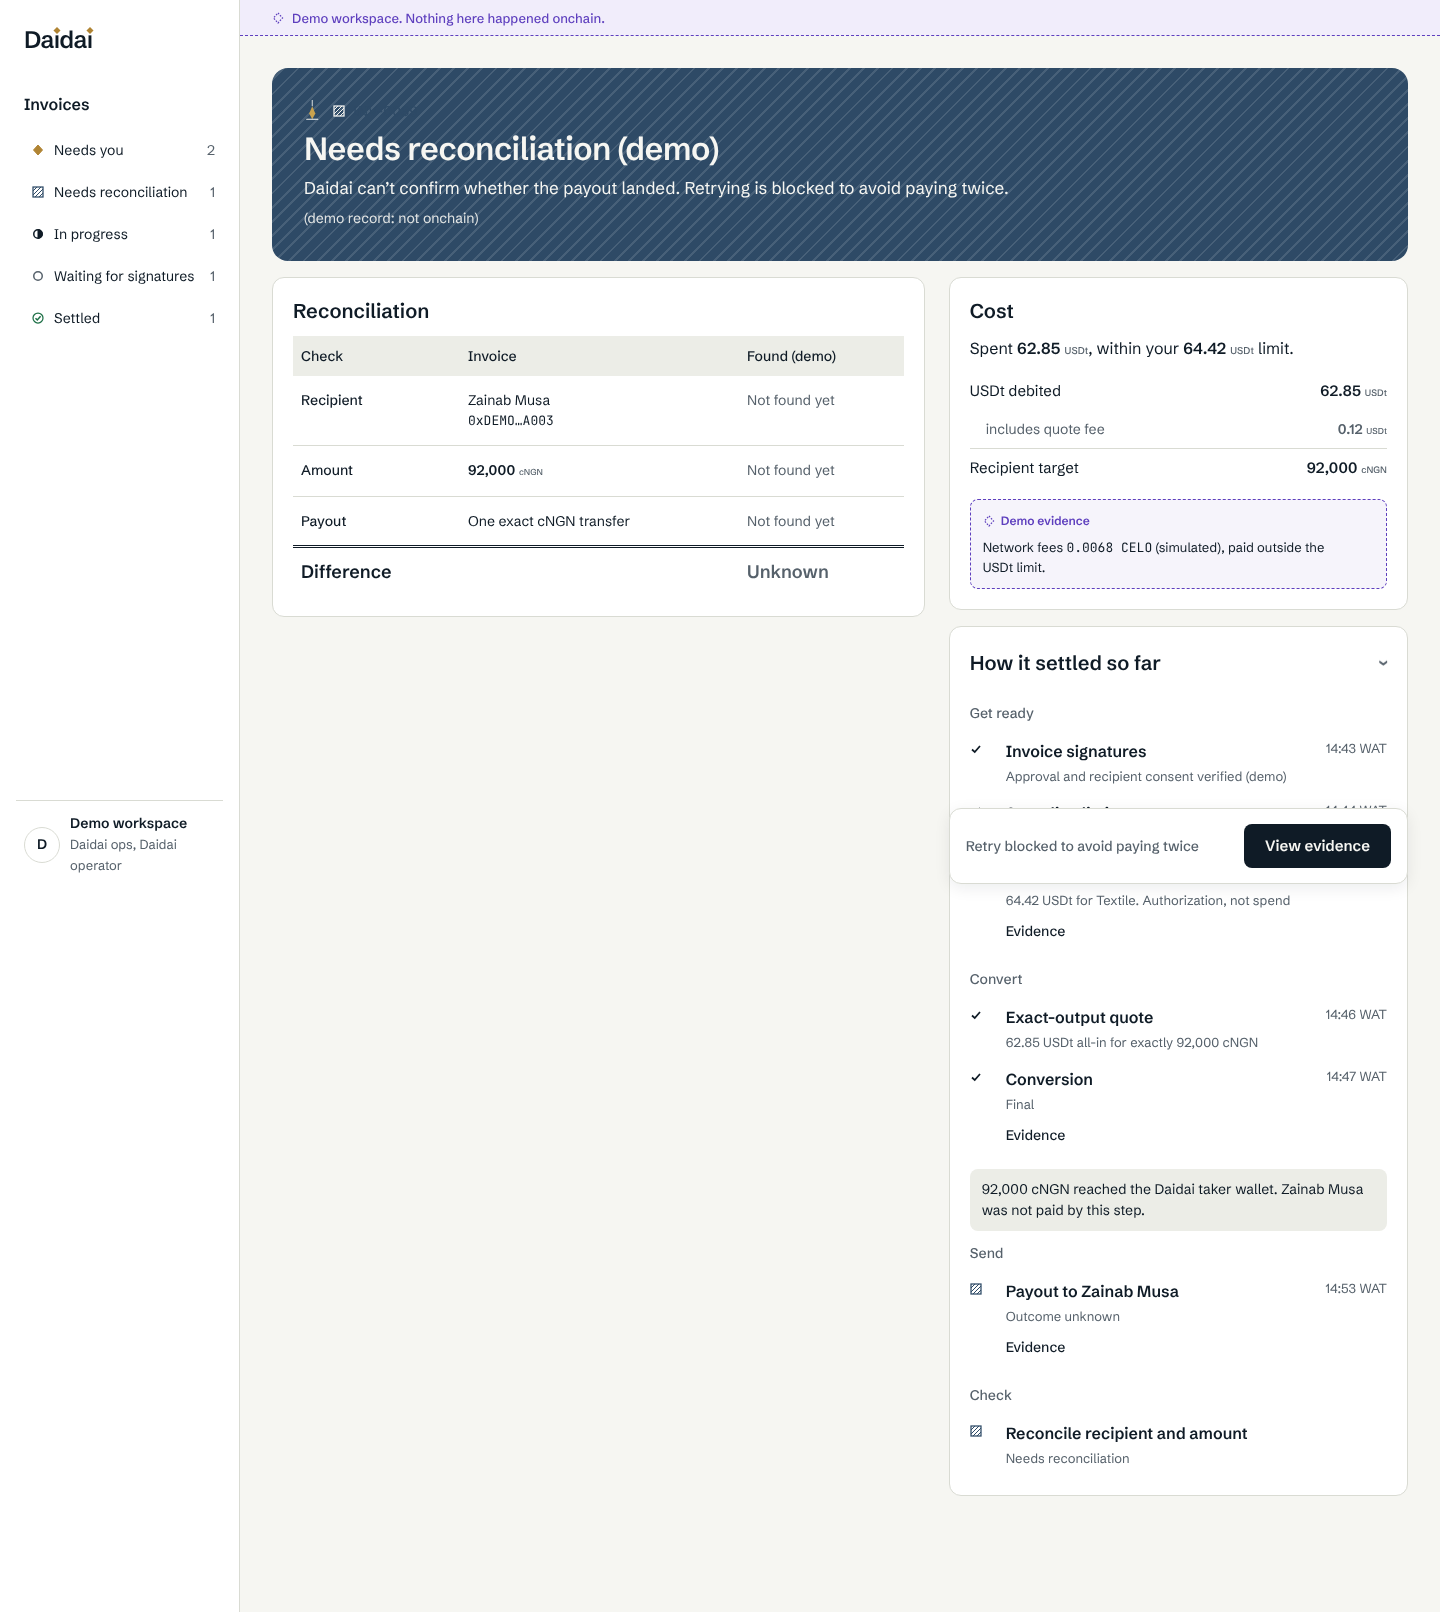 Daidai
Invoices
Needs you 2
Needs reconciliation 1
In progress 1
Waiting for signatures 1
Settled 1
D
Demo workspace
Daidai ops, Daidai
operator
Demo workspace. Nothing here happened onchain.
Needs reconciliation (demo)
Daidai can’t confirm whether the payout landed. Retrying is blocked to avoid paying twice.
(demo record: not onchain)
Reconciliation
Check Invoice Found (demo)
Recipient Zainab Musa Not found yet
0xDEMO…A003
Amount 92,000 cNGN Not found yet
Payout One exact cNGN transfer Not found yet
Difference Unknown
Cost
Spent 62.85 USDt, within your 64.42 USDt limit.
USDt debited 62.85 USDt
includes quote fee 0.12 USDt
Recipient target 92,000 cNGN
Demo evidence
Network fees 0.0068 CELO (simulated), paid outside the
USDt limit.
How it settled so far
Get ready
Invoice signatures 14:43 WAT
Approval and recipient consent verified (demo)
Retry blocked to avoid paying twice View evidence
64.42 USDt for Textile. Authorization, not spend
Evidence
Convert
Exact-output quote 14:46 WAT
62.85 USDt all-in for exactly 92,000 cNGN
Conversion 14:47 WAT
Final
Evidence
92,000 cNGN reached the Daidai taker wallet. Zainab Musa
was not paid by this step.
Send
Payout to Zainab Musa 14:53 WAT
Outcome unknown
Evidence
Check
Reconcile recipient and amount
Needs reconciliation